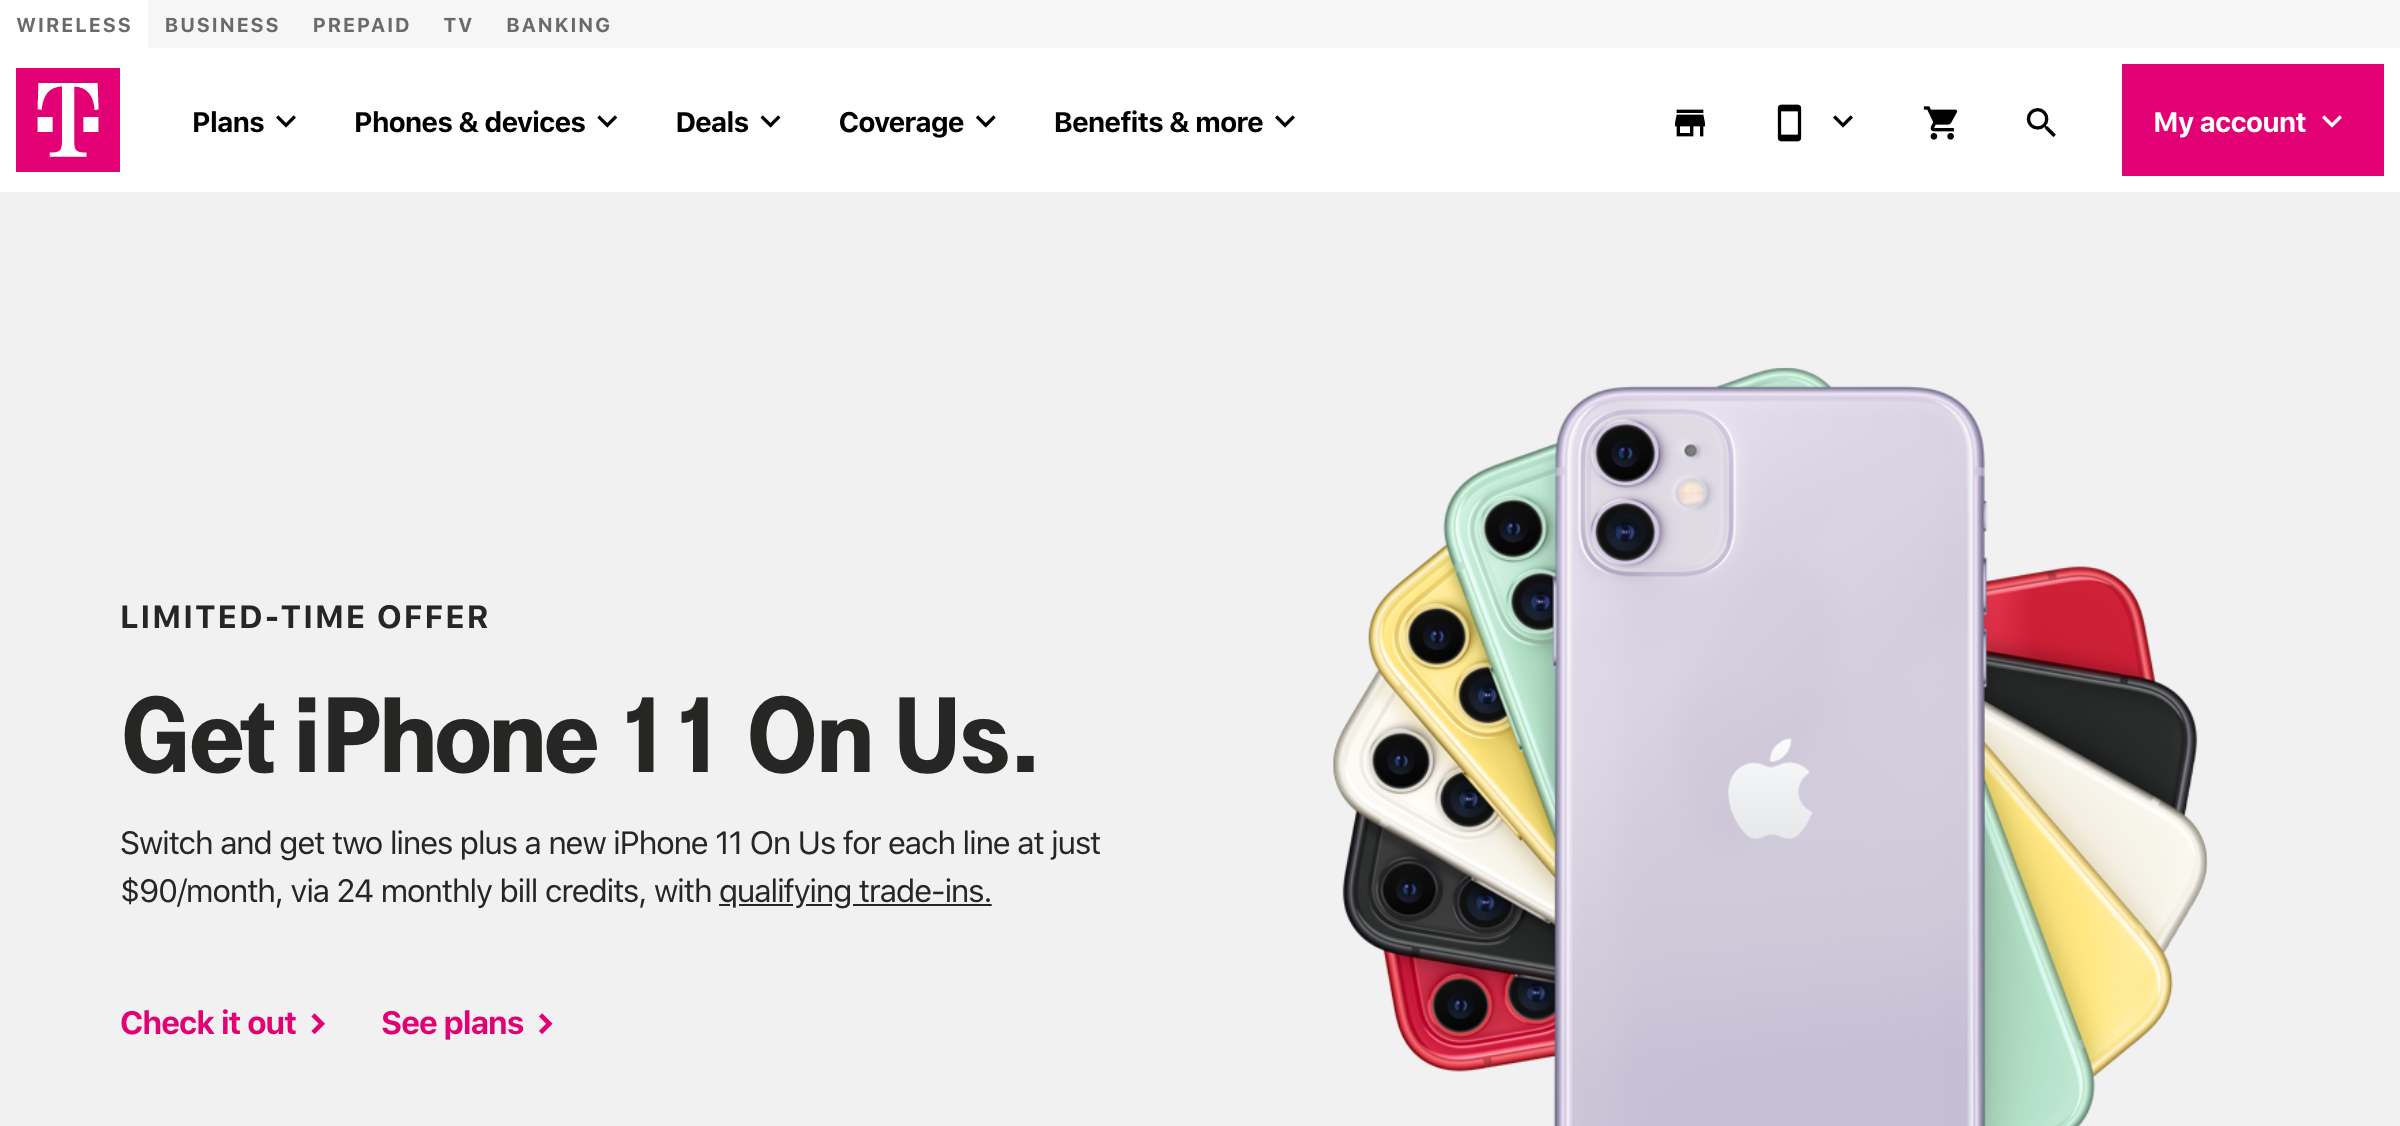 WIRELESS BUSINESS PREPAID TV BANKING
T Plans Phones & devices Deals Coverage Benefits & more My account
LIMITED-TIME OFFER
Get iPhone 11 On Us.
Switch and get two lines plus a new iPhone 11 On Us for each line at just
$90/month, via 24 monthly bill credits, with qualifying trade-ins.
Check it out See plans